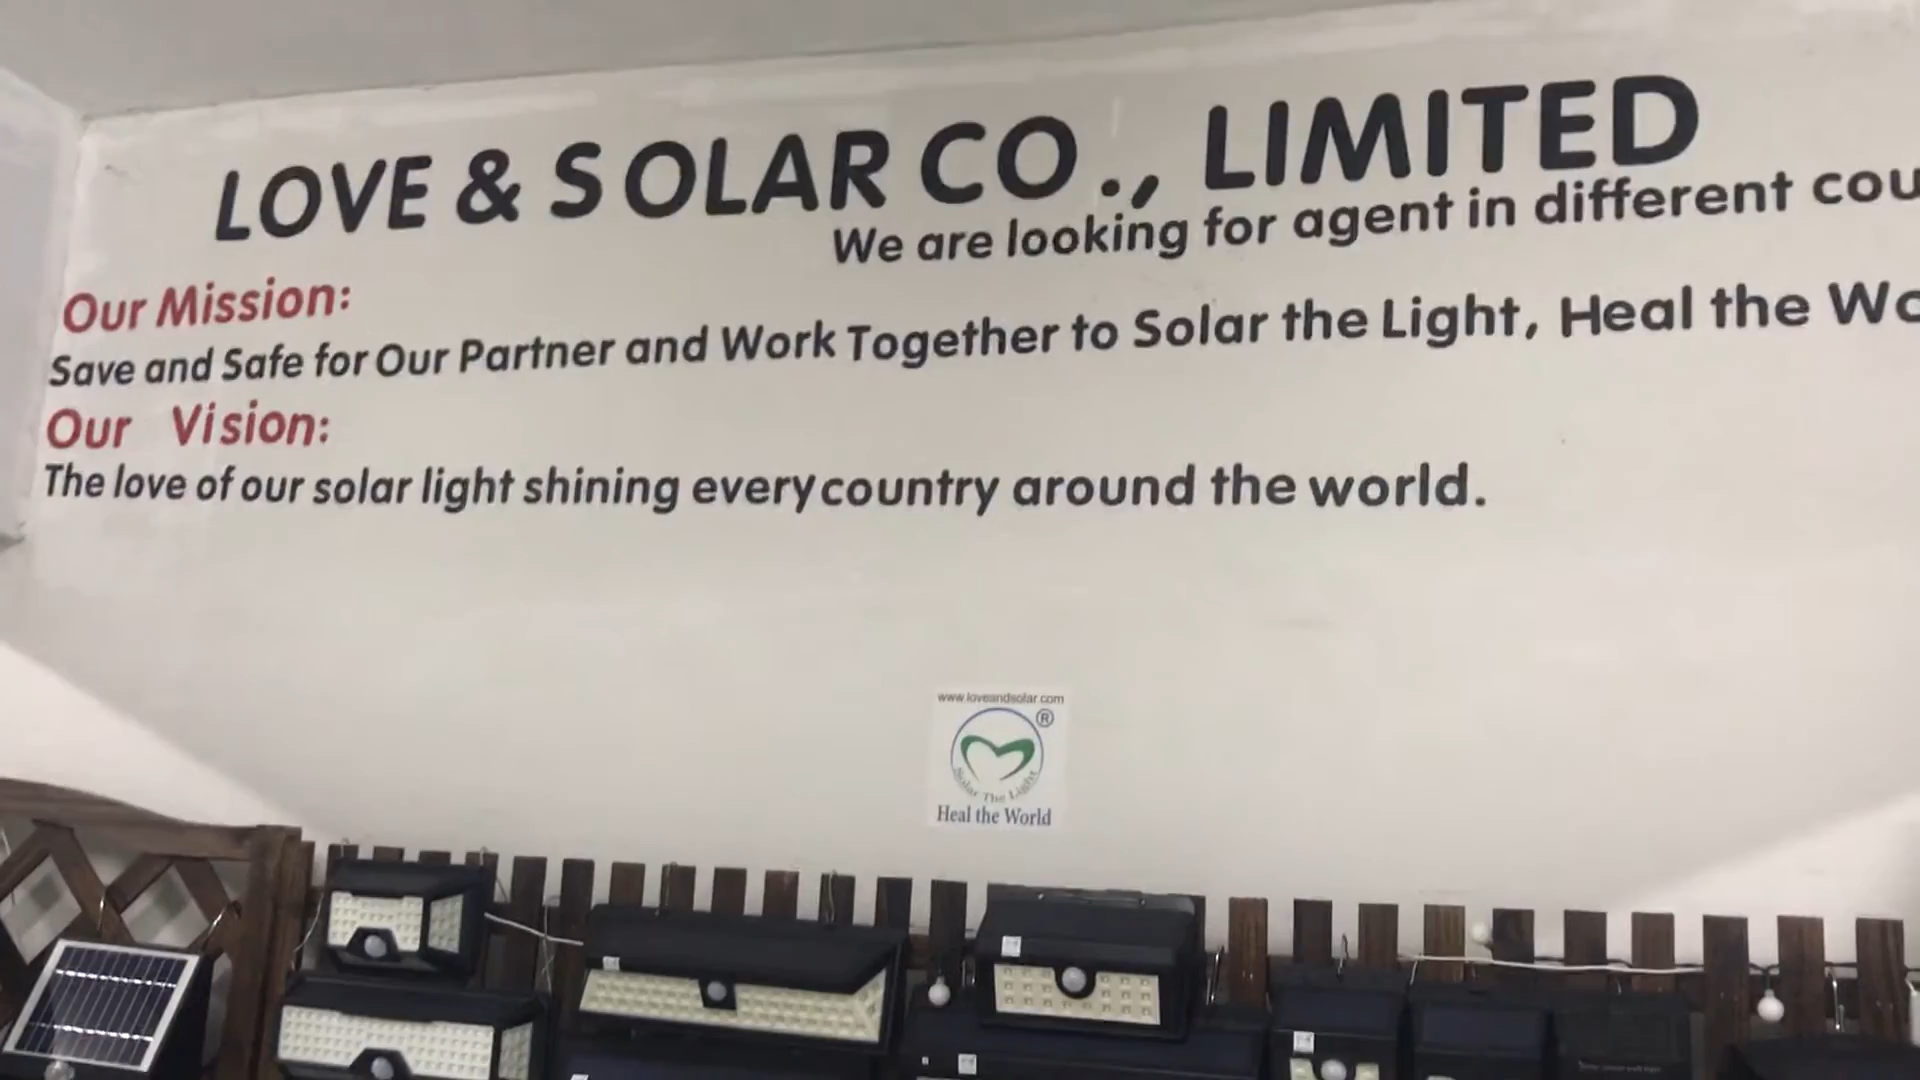 LOVE & SOLAR CO., LIMITED
We are looking for agent in different cou
Our Mission:
Save and Safe for Our Partner and Work Together to Solar the Light, Heal the Wo
Our Vision:
The love of our solar light shining every country around the world.
www.loveandsolar.com
®
Solar The Light
Heal the World